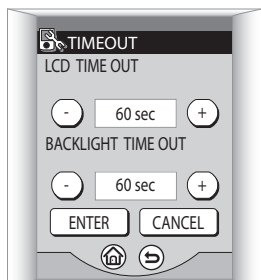 TIMEOUT
LCD TIME OUT
- 60 sec +
BACKLIGHT TIME OUT
- 60 sec +
ENTER CANCEL